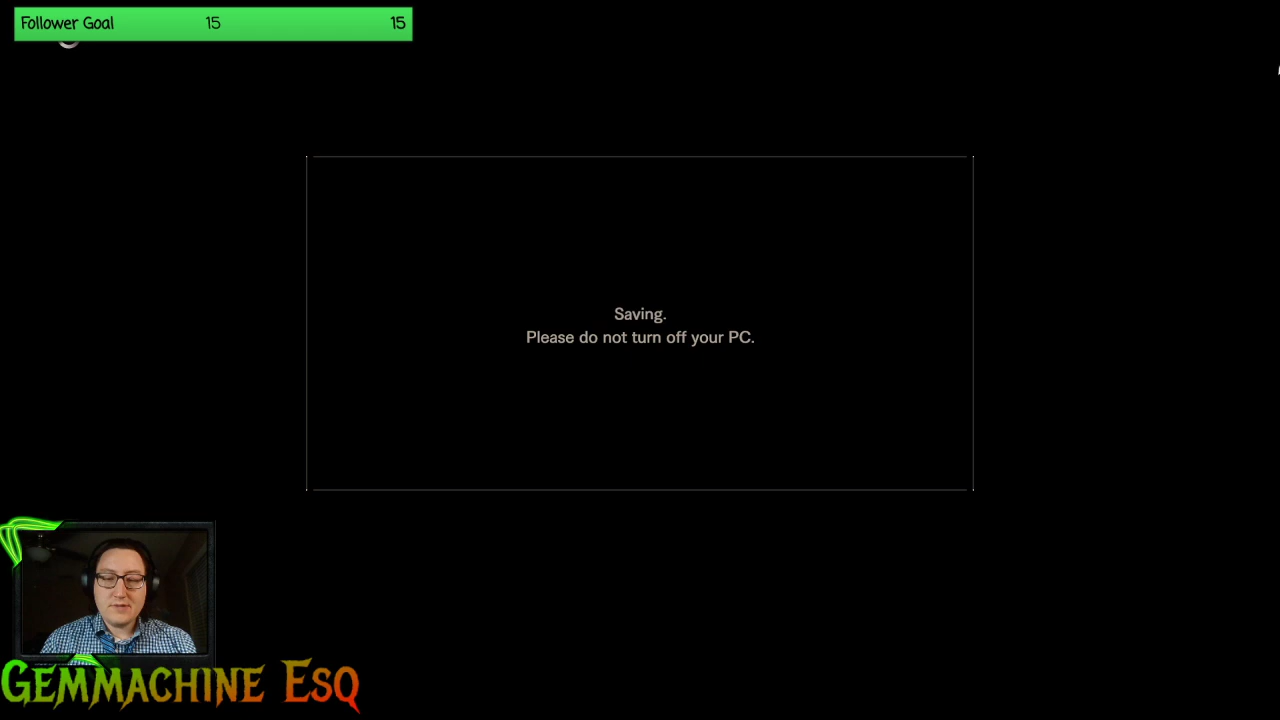 Follower Goal 15 15
Saving.
Please do not turn off your PC.
Gemmachine Esq